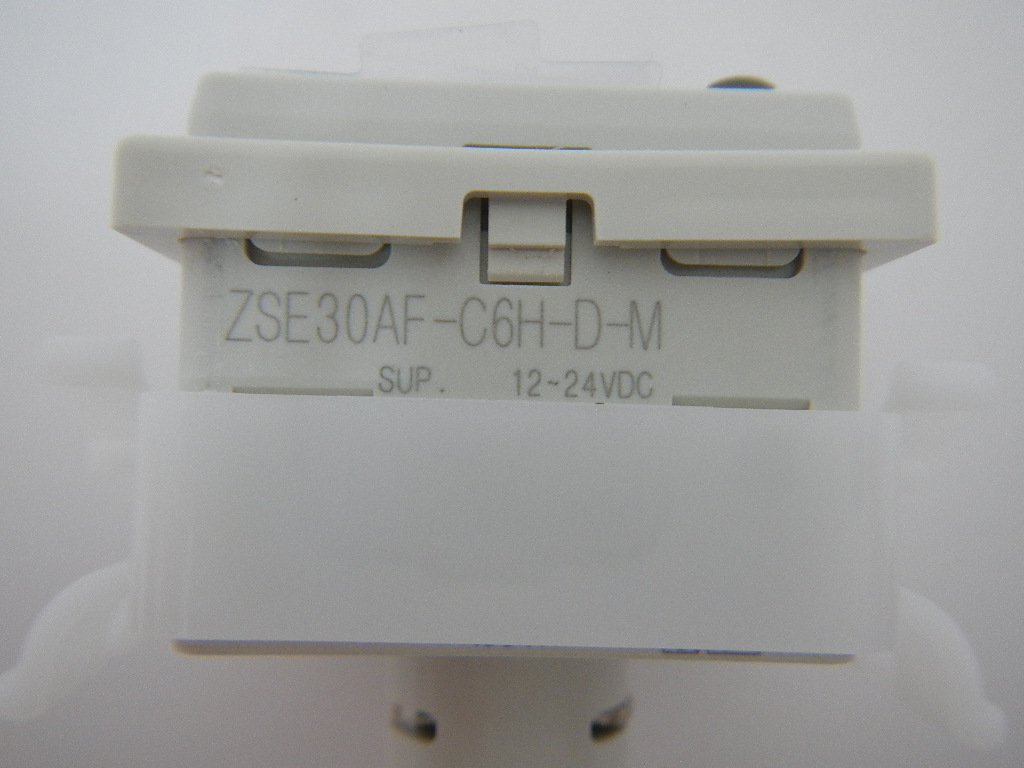 ZSE30AF-C6H-D-M
SUP. 12~24VDC